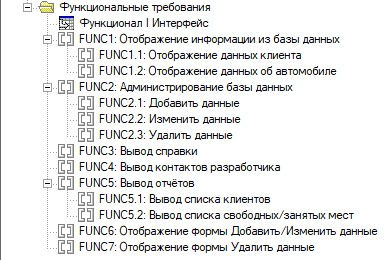 Функциональные требования
Функционал | Интерфейс
FUNC1: Отображение информации из базы данных
FUNC1.1: Отображение данных клиента
FUNC1.2: Отображение данных об автомобиле
FUNC2: Администрирование базы данных
FUNC2.1: Добавить данные
FUNC2.2: Изменить данные
FUNC2.3: Удалить данные
FUNC3: Вывод справки
FUNC4: Вывод контактов разработчика
FUNC5: Вывод отчётов
FUNC5.1: Вывод списка клиентов
FUNC5.2: Вывод списка свободных/занятых мест
FUNC6: Отображение формы Добавить/Изменить данные
FUNC7: Отображение формы Удалить данные